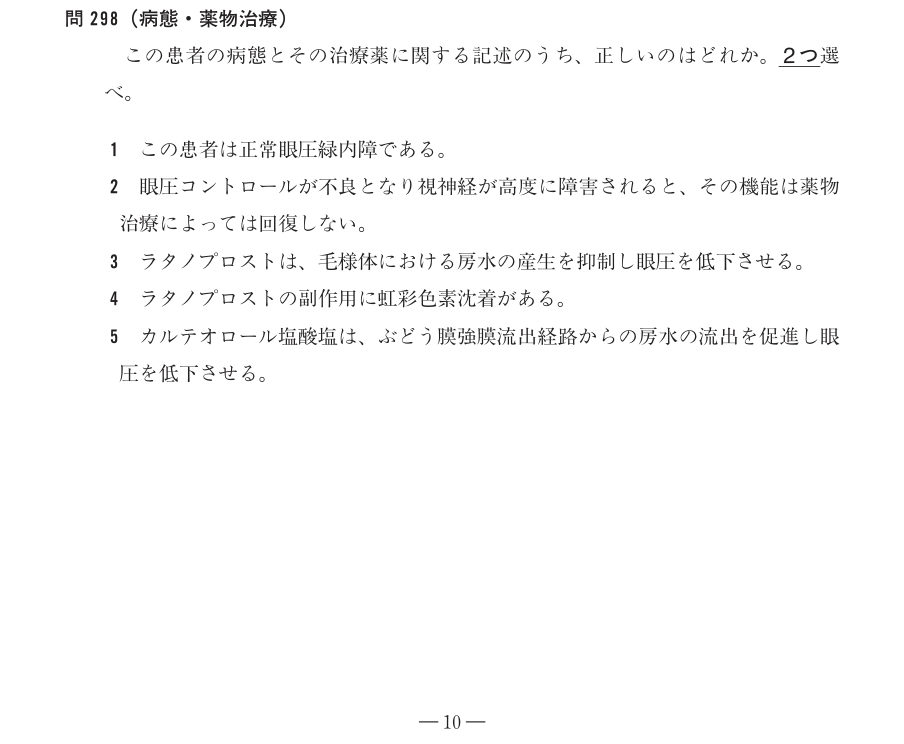 問 298（病態・薬物治療）
この患者の病態とその治療薬に関する記述のうち、正しいのはどれか。２つ選
べ。
1　この患者は正常眼圧緑内障である。
2　眼圧コントロールが不良となり視神経が高度に障害されると、その機能は薬物
治療によっては回復しない。
3　ラタノプロストは、毛様体における房水の産生を抑制し眼圧を低下させる。
4　ラタノプロストの副作用に虹彩色素沈着がある。
5　カルテオロール塩酸塩は、ぶどう膜強膜流出経路からの房水の流出を促進し眼
圧を低下させる。
― 10 ―